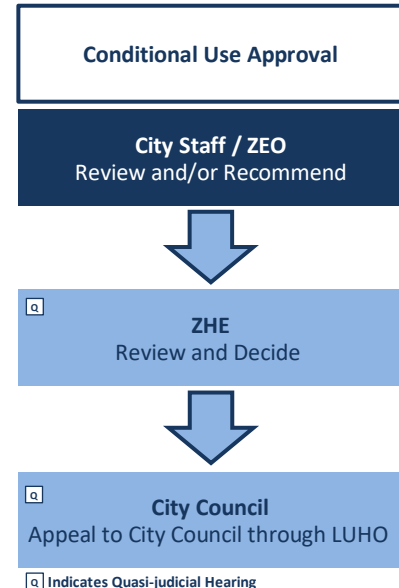 Conditional Use Approval
City Staff / ZEO
Review and/or Recommend
Q
ZHE
Review and Decide
Q
City Council
Appeal to City Council through LUHO
Q Indicates Quasi-judicial Hearing